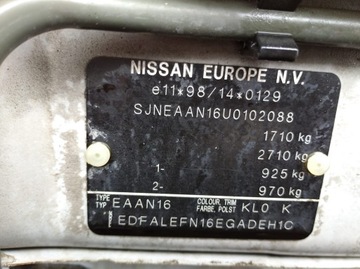 NISSAN EUROPE N.V.
e11*98/14*0129
SJNEAAN16U0102088
1710 kg
2710 kg
1- 925 kg
2- 970 kg
TYPE TYP EAAN16 COLOUR, TRIM FARBE, POLST KL0 K
EDFALEFN16EGADEH1C